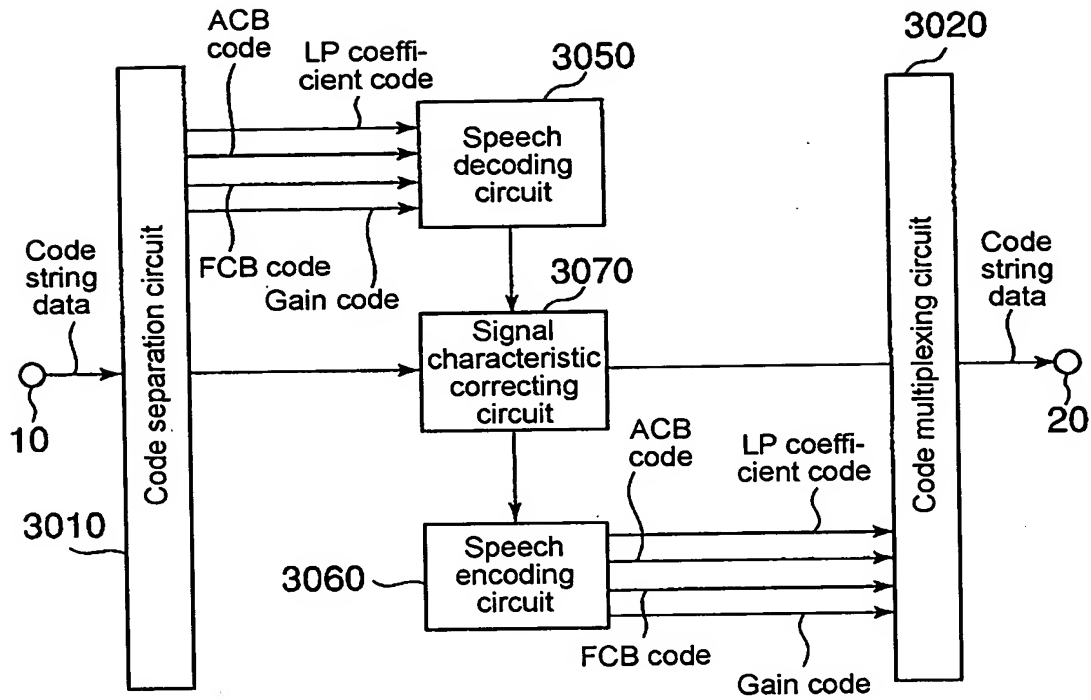 ACB
code
LP coeffi-
cient code
3050
3020
Speech
decoding
circuit
Code separation circuit
Code multiplexing circuit
Code
string
data
FCB code
Gain code
3070
Code
string
data
Signal
characteristic
correcting
circuit
10
20
ACB
code
LP coeffi-
cient code
3010
3060
Speech
encoding
circuit
FCB code
Gain code